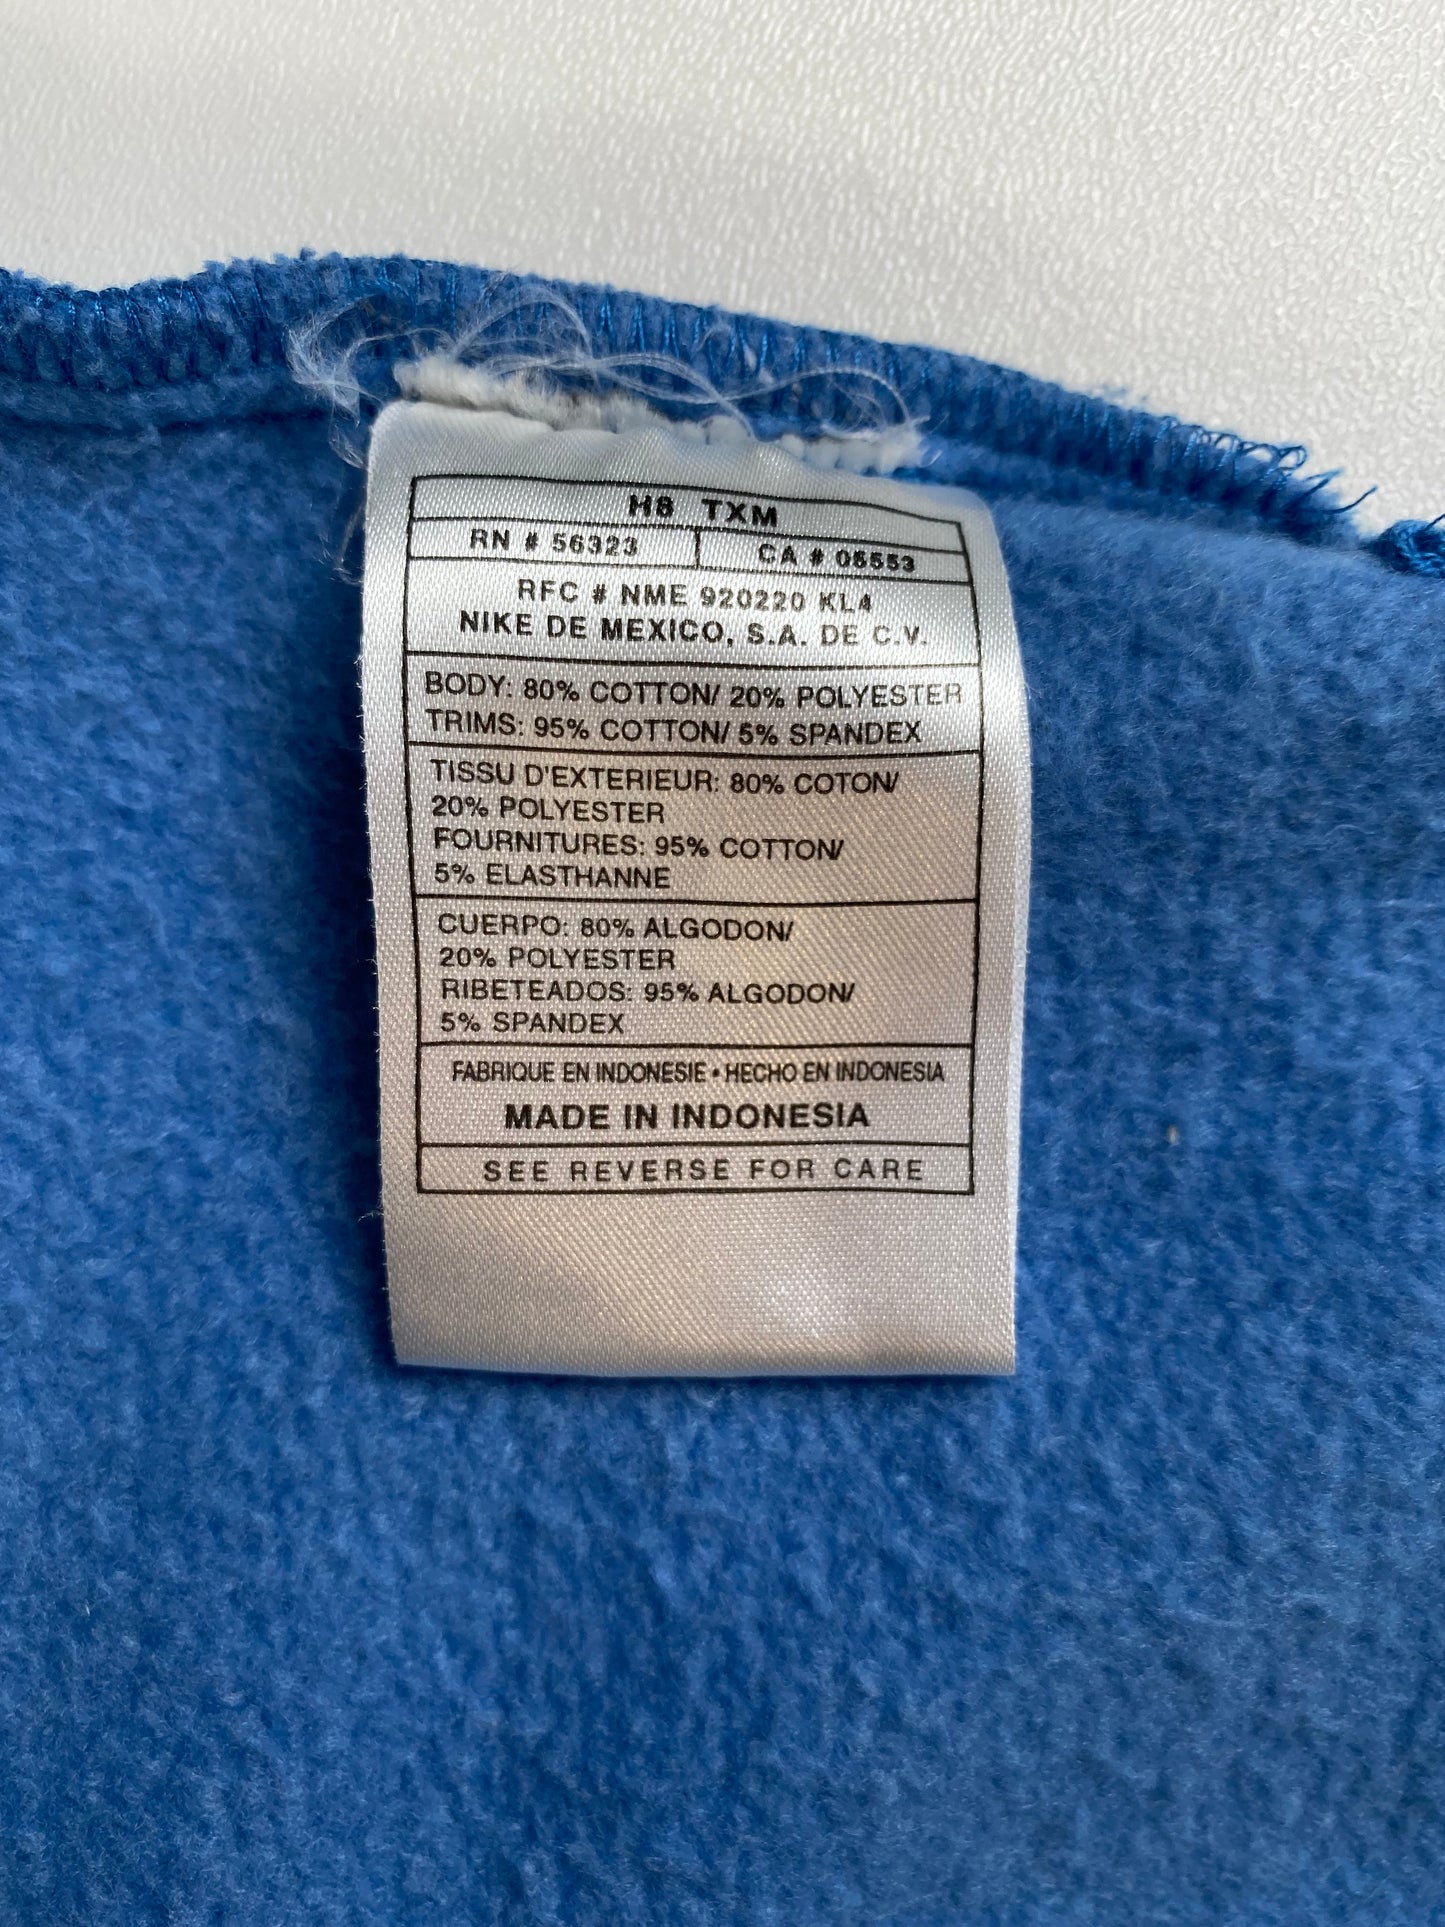 H8 TXM
RN # 56323 CA # 05553
RFC # NME 920220 KL4
NIKE DE MEXICO, S.A. DE C.V.
BODY: 80% COTTON/ 20% POLYESTER
TRIMS: 95% COTTON/ 5% SPANDEX
TISSU D'EXTERIEUR: 80% COTON/
20% POLYESTER
FOURNITURES: 95% COTTON/
5% ELASTHANNE
CUERPO: 80% ALGODON/
20% POLYESTER
RIBETEADOS: 95% ALGODON/
5% SPANDEX
FABRIQUE EN INDONESIE • HECHO EN INDONESIA
MADE IN INDONESIA
SEE REVERSE FOR CARE